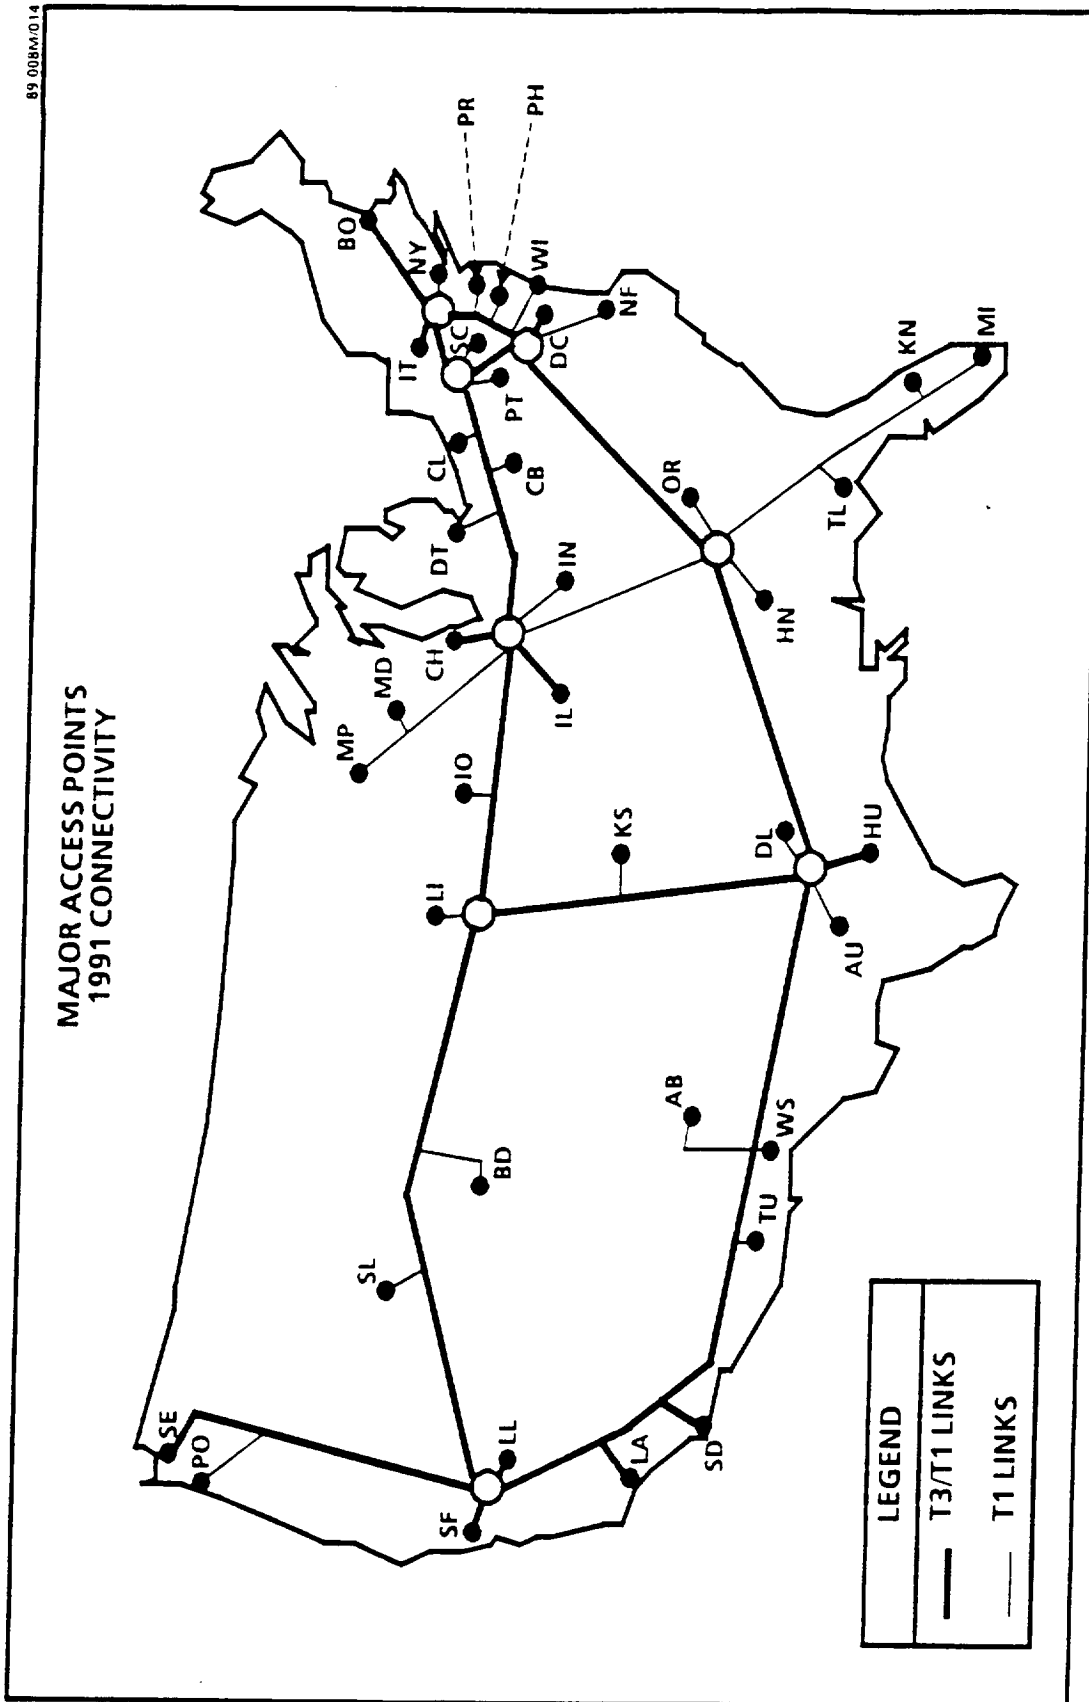 89 008M/014
MAJOR ACCESS POINTS
1991 CONNECTIVITY
SE
PO
SF
LL
LA
SD
SL
BD
TU
WS
AB
LI
KS
IO
AU
DL
HU
MP
MD
CH
IL
IN
HN
OR
TL
KN
MI
DT
CL
CB
PT
SC
IT
NY
BO
PR
PH
WI
DC
NF
LEGEND
T3/T1 LINKS
T1 LINKS